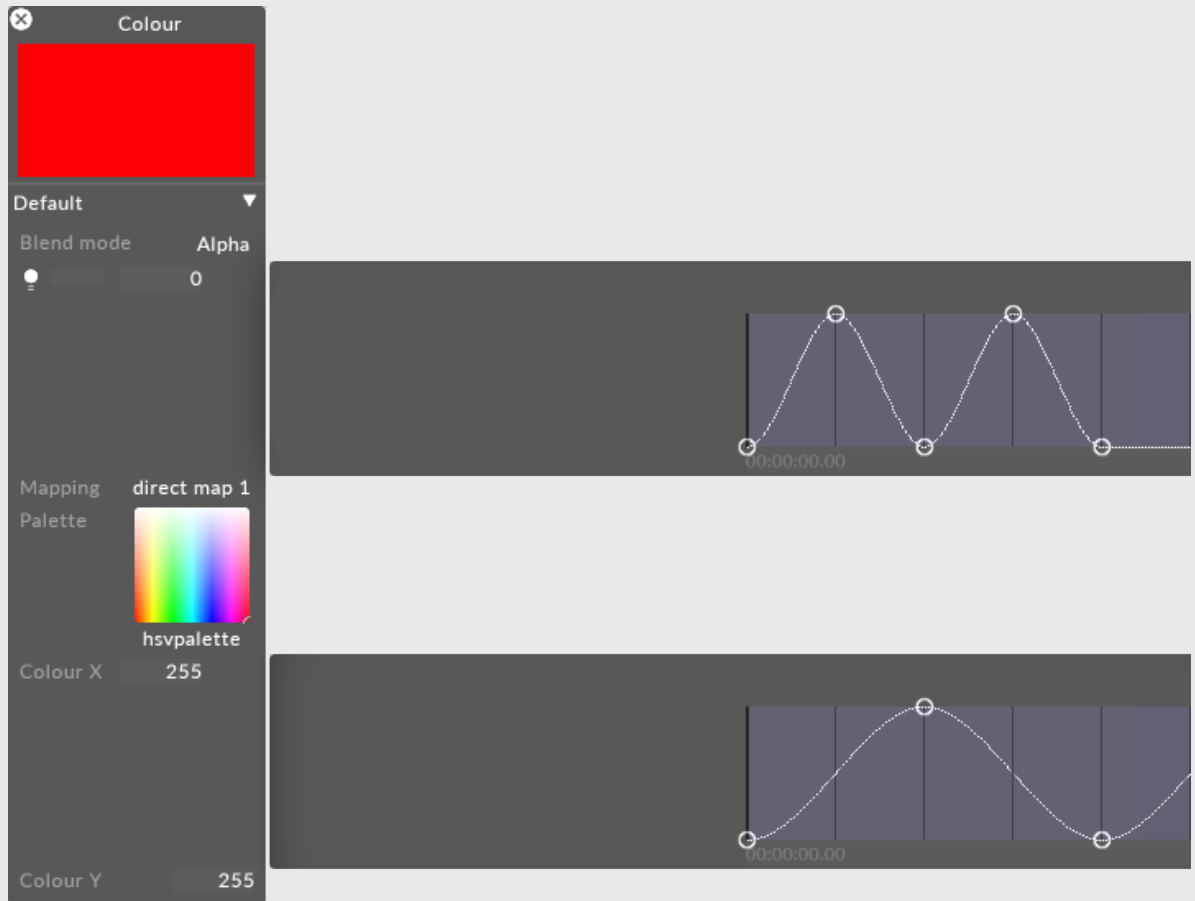 Colour
Default
Blend mode Alpha
0
00:00:00.00
Mapping direct map 1
Palette
hsvpalette
Colour X 255
00:00:00.00
Colour Y 255